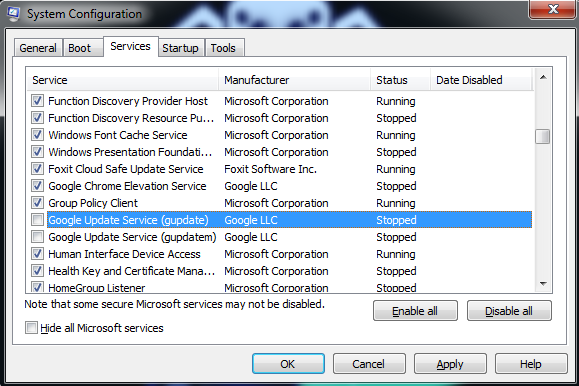 System Configuration
General Boot Services Startup Tools
Service Manufacturer Status Date Disabled
Function Discovery Provider Host Microsoft Corporation Running
Function Discovery Resource Pu... Microsoft Corporation Stopped
Windows Font Cache Service Microsoft Corporation Running
Windows Presentation Foundati... Microsoft Corporation Stopped
Foxit Cloud Safe Update Service Foxit Software Inc. Running
Google Chrome Elevation Service Google LLC Stopped
Group Policy Client Microsoft Corporation Running
Google Update Service (gupdate) Google LLC Stopped
Google Update Service (gupdatem) Google LLC Stopped
Human Interface Device Access Microsoft Corporation Running
Health Key and Certificate Mana... Microsoft Corporation Stopped
HomeGroup Listener Microsoft Corporation Stopped
Note that some secure Microsoft services may not be disabled.
Enable all Disable all
Hide all Microsoft services
OK Cancel Apply Help